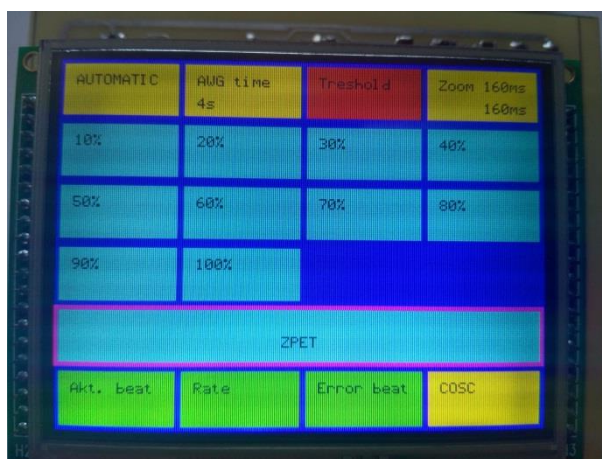 AUTOMATIC
AWG time
4s
Treshold
Zoom 160ms
160ms
10%
20%
30%
40%
50%
60%
70%
80%
90%
100%
ZPET
Akt. beat
Rate
Error beat
COSC